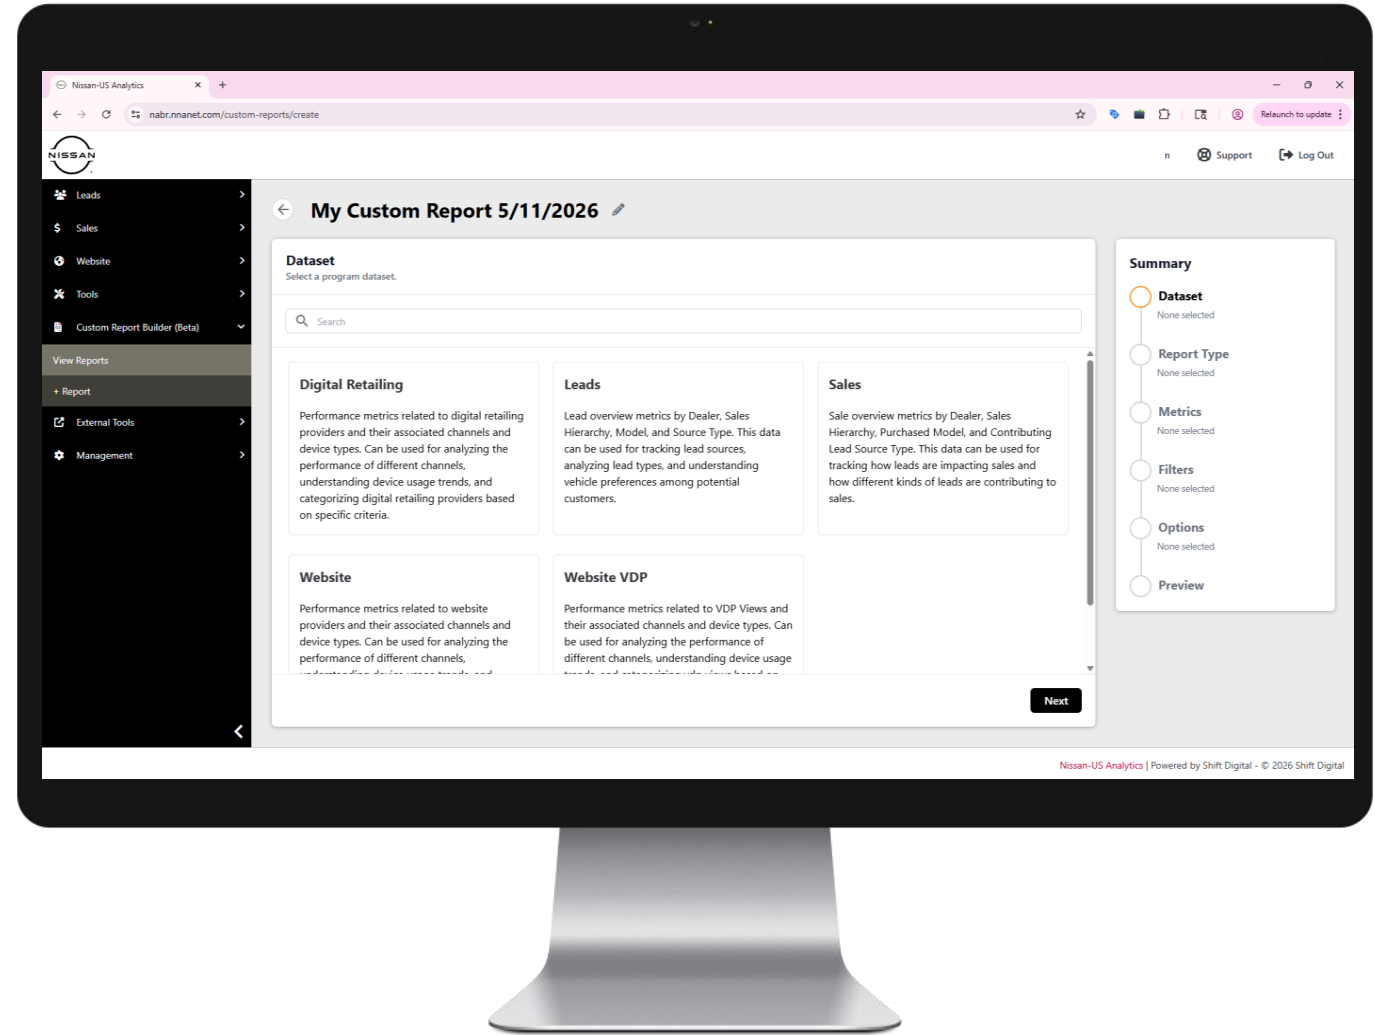 Nissan-US Analytics
nabr.nnanet.com/custom-reports/create
Relaunch to update
NISSAN
n
Support
Log Out
Leads
Sales
Website
Tools
Custom Report Builder (Beta)
View Reports
+ Report
External Tools
Management
My Custom Report 5/11/2026
Dataset
Select a program dataset.
Search
Digital Retailing
Performance metrics related to digital retailing
providers and their associated channels and
device types. Can be used for analyzing the
performance of different channels,
understanding device usage trends, and
categorizing digital retailing providers based
on specific criteria.
Leads
Lead overview metrics by Dealer, Sales
Hierarchy, Model, and Source Type. This data
can be used for tracking lead sources,
analyzing lead types, and understanding
vehicle preferences among potential
customers.
Sales
Sale overview metrics by Dealer, Sales
Hierarchy, Purchased Model, and Contributing
Lead Source Type. This data can be used for
tracking how leads are impacting sales and
how different kinds of leads are contributing to
sales.
Website
Performance metrics related to website
providers and their associated channels and
device types. Can be used for analyzing the
performance of different channels,
understanding device usage trends, and
Website VDP
Performance metrics related to VDP Views and
their associated channels and device types. Can
be used for analyzing the performance of
different channels, understanding device usage
trends, and categorizing vdp views based on
Next
Summary
Dataset
None selected
Report Type
None selected
Metrics
None selected
Filters
None selected
Options
None selected
Preview
Nissan-US Analytics | Powered by Shift Digital - © 2026 Shift Digital